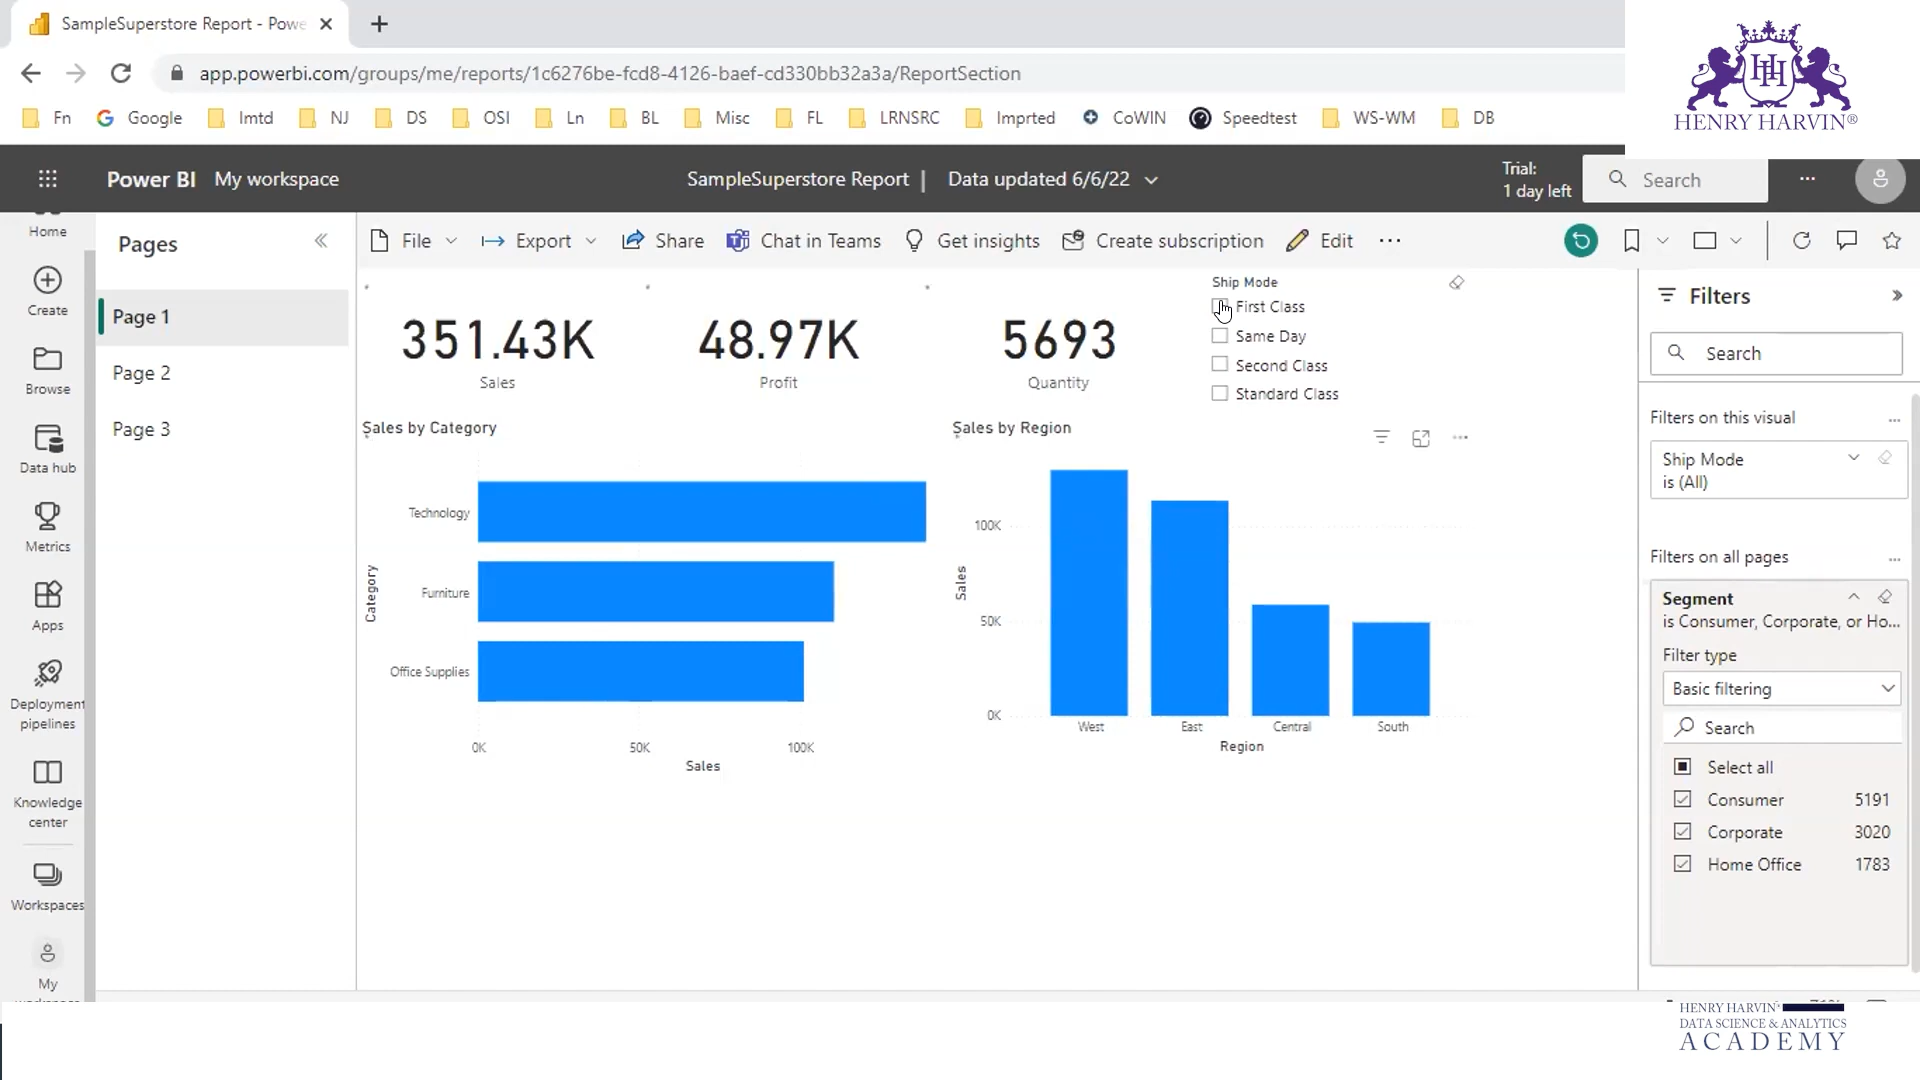 SampleSuperstore Report - Powe
app.powerbi.com/groups/me/reports/1c6276be-fcd8-4126-baef-cd330bb32a3a/ReportSection
Fn
Google
Imtd
NJ
DS
OSI
Ln
BL
Misc
FL
LRNSRC
Imprted
CoWIN
Speedtest
WS-WM
DB
HENRY HARVIN®
Power BI My workspace
SampleSuperstore Report | Data updated 6/6/22
Trial:
1 day left
Search
Home
Create
Browse
Data hub
Metrics
Apps
Deployment
pipelines
Knowledge
center
Workspaces
My
Pages
Page 1
Page 2
Page 3
File
Export
Share
Chat in Teams
Get insights
Create subscription
Edit
351.43K
Sales
48.97K
Profit
5693
Quantity
Ship Mode
First Class
Same Day
Second Class
Standard Class
Sales by Category
Category
Technology
Furniture
Office Supplies
0K
50K
100K
Sales
Sales by Region
Sales
100K
50K
0K
West
East
Central
South
Region
Filters
Search
Filters on this visual
Ship Mode
is (All)
Filters on all pages
Segment
is Consumer, Corporate, or Ho...
Filter type
Basic filtering
Search
Select all
Consumer 5191
Corporate 3020
Home Office 1783
HENRY HARVIN®
DATA SCIENCE & ANALYTICS
ACADEMY